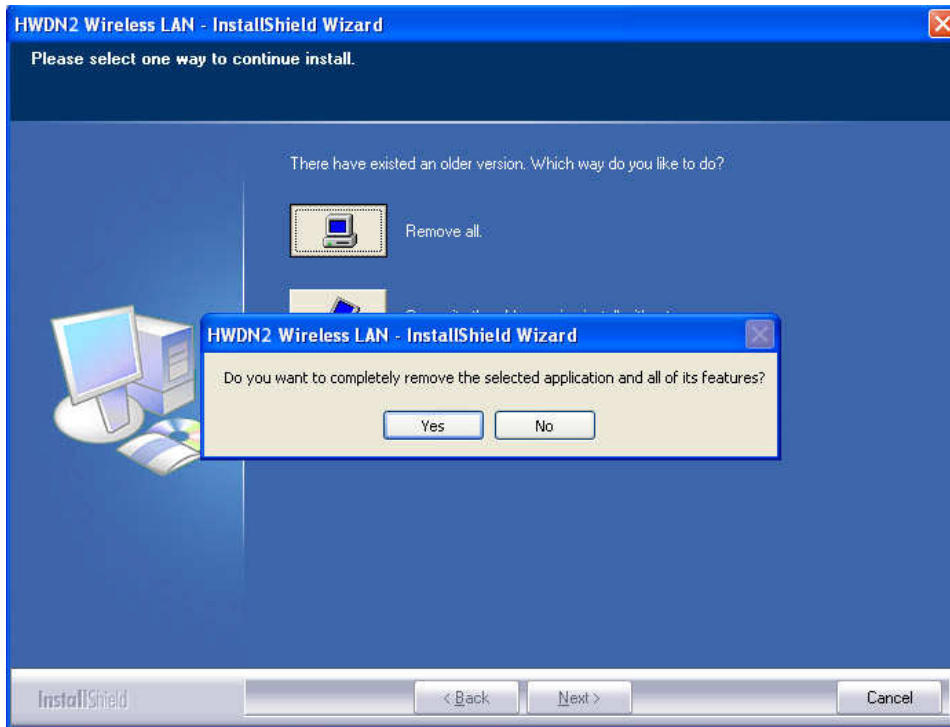 HWDN2 Wireless LAN - InstallShield Wizard
Please select one way to continue install.
There have existed an older version. Which way do you like to do?
Remove all.
HWDN2 Wireless LAN - InstallShield Wizard
Do you want to completely remove the selected application and all of its features?
Yes No
InstallShield
< Back Next > Cancel